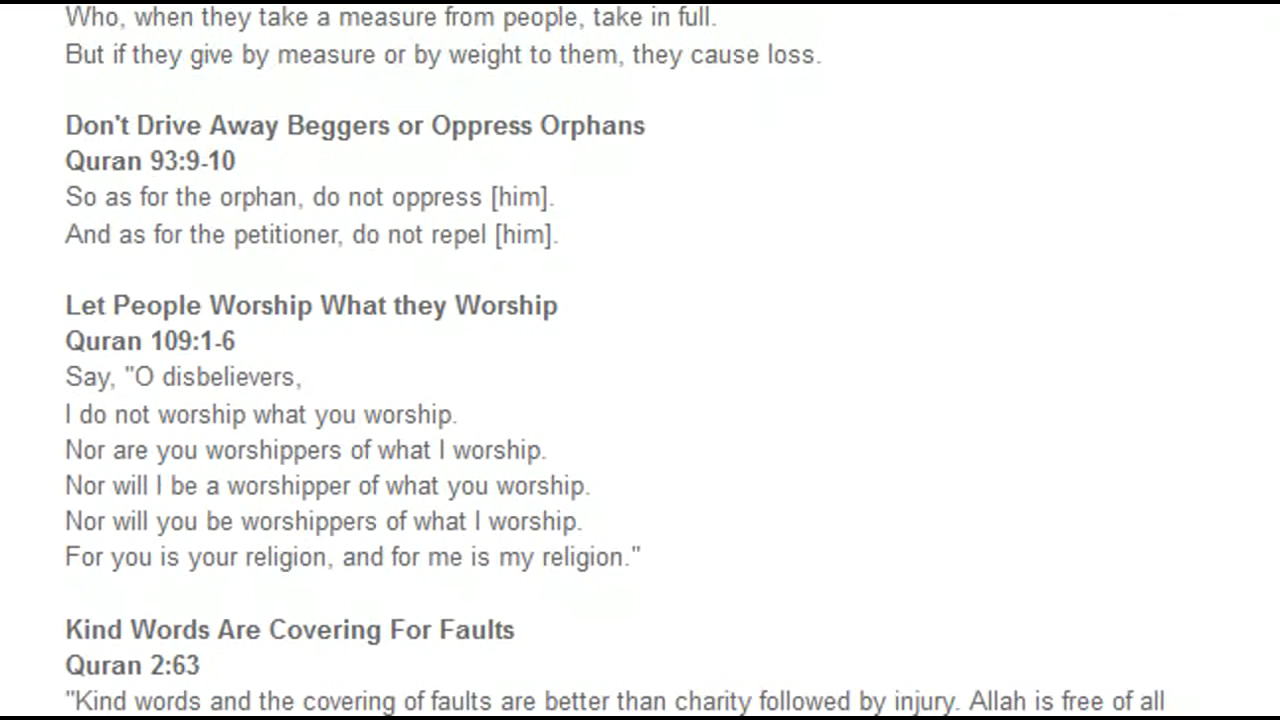 Who, when they take a measure from people, take in full.
But if they give by measure or by weight to them, they cause loss.
Don't Drive Away Beggers or Oppress Orphans
Quran 93:9-10
So as for the orphan, do not oppress [him].
And as for the petitioner, do not repel [him].
Let People Worship What they Worship
Quran 109:1-6
Say, "O disbelievers,
I do not worship what you worship.
Nor are you worshippers of what I worship.
Nor will I be a worshipper of what you worship.
Nor will you be worshippers of what I worship.
For you is your religion, and for me is my religion."
Kind Words Are Covering For Faults
Quran 2:63
"Kind words and the covering of faults are better than charity followed by injury. Allah is free of all